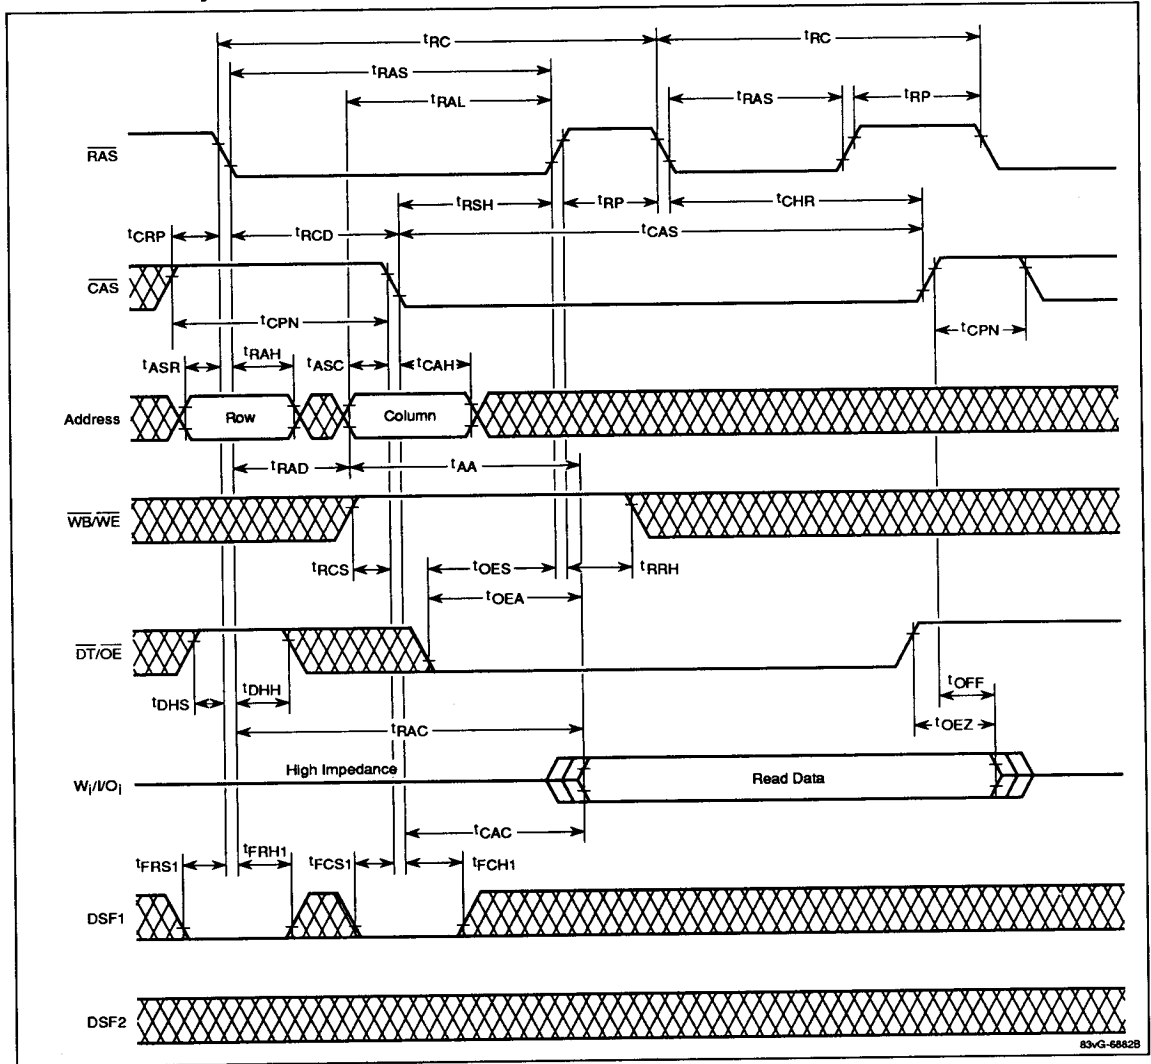 tRC tRC
tRAS
tRAL tRAS tRP
RAS
tRSH tRP tCHR
tCRP tRCD tCAS
CAS
tCPN tCPN
tASR tRAH tASC tCAH
Address Row Column
tRAD tAA
WB/WE
tRCS tOES tRRH
tOEA
DT/OE
tDHS tDHH tOFF
tRAC tOEZ
High Impedance
Wi/I/Oi Read Data
tCAC
tFRS1 tFRH1 tFCS1 tFCH1
DSF1
DSF2
83vG-6882B